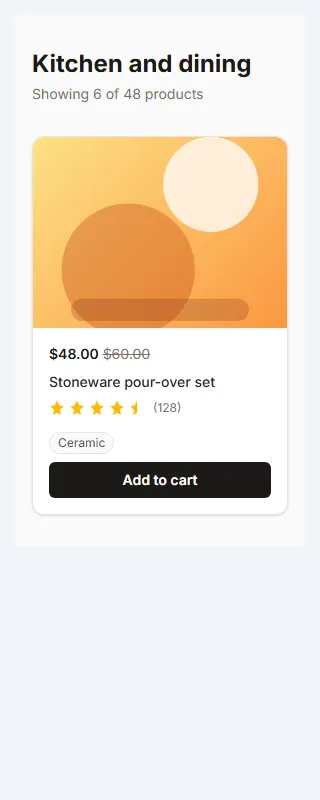 Kitchen and dining
Showing 6 of 48 products
$48.00 $60.00
Stoneware pour-over set
(128)
Ceramic
Add to cart